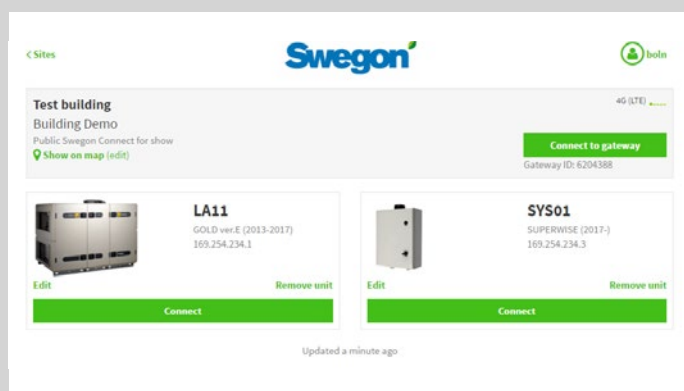 < Sites
Swegon
boln
Test building
Building Demo
Public Swegon Connect for show
Show on map (edit)
4G (LTE)
Connect to gateway
Gateway ID: 6204388
LA11
GOLD ver.E (2013-2017)
169.254.234.1
Edit
Remove unit
Connect
SYS01
SUPERWISE (2017-)
169.254.234.3
Edit
Remove unit
Connect
Updated a minute ago